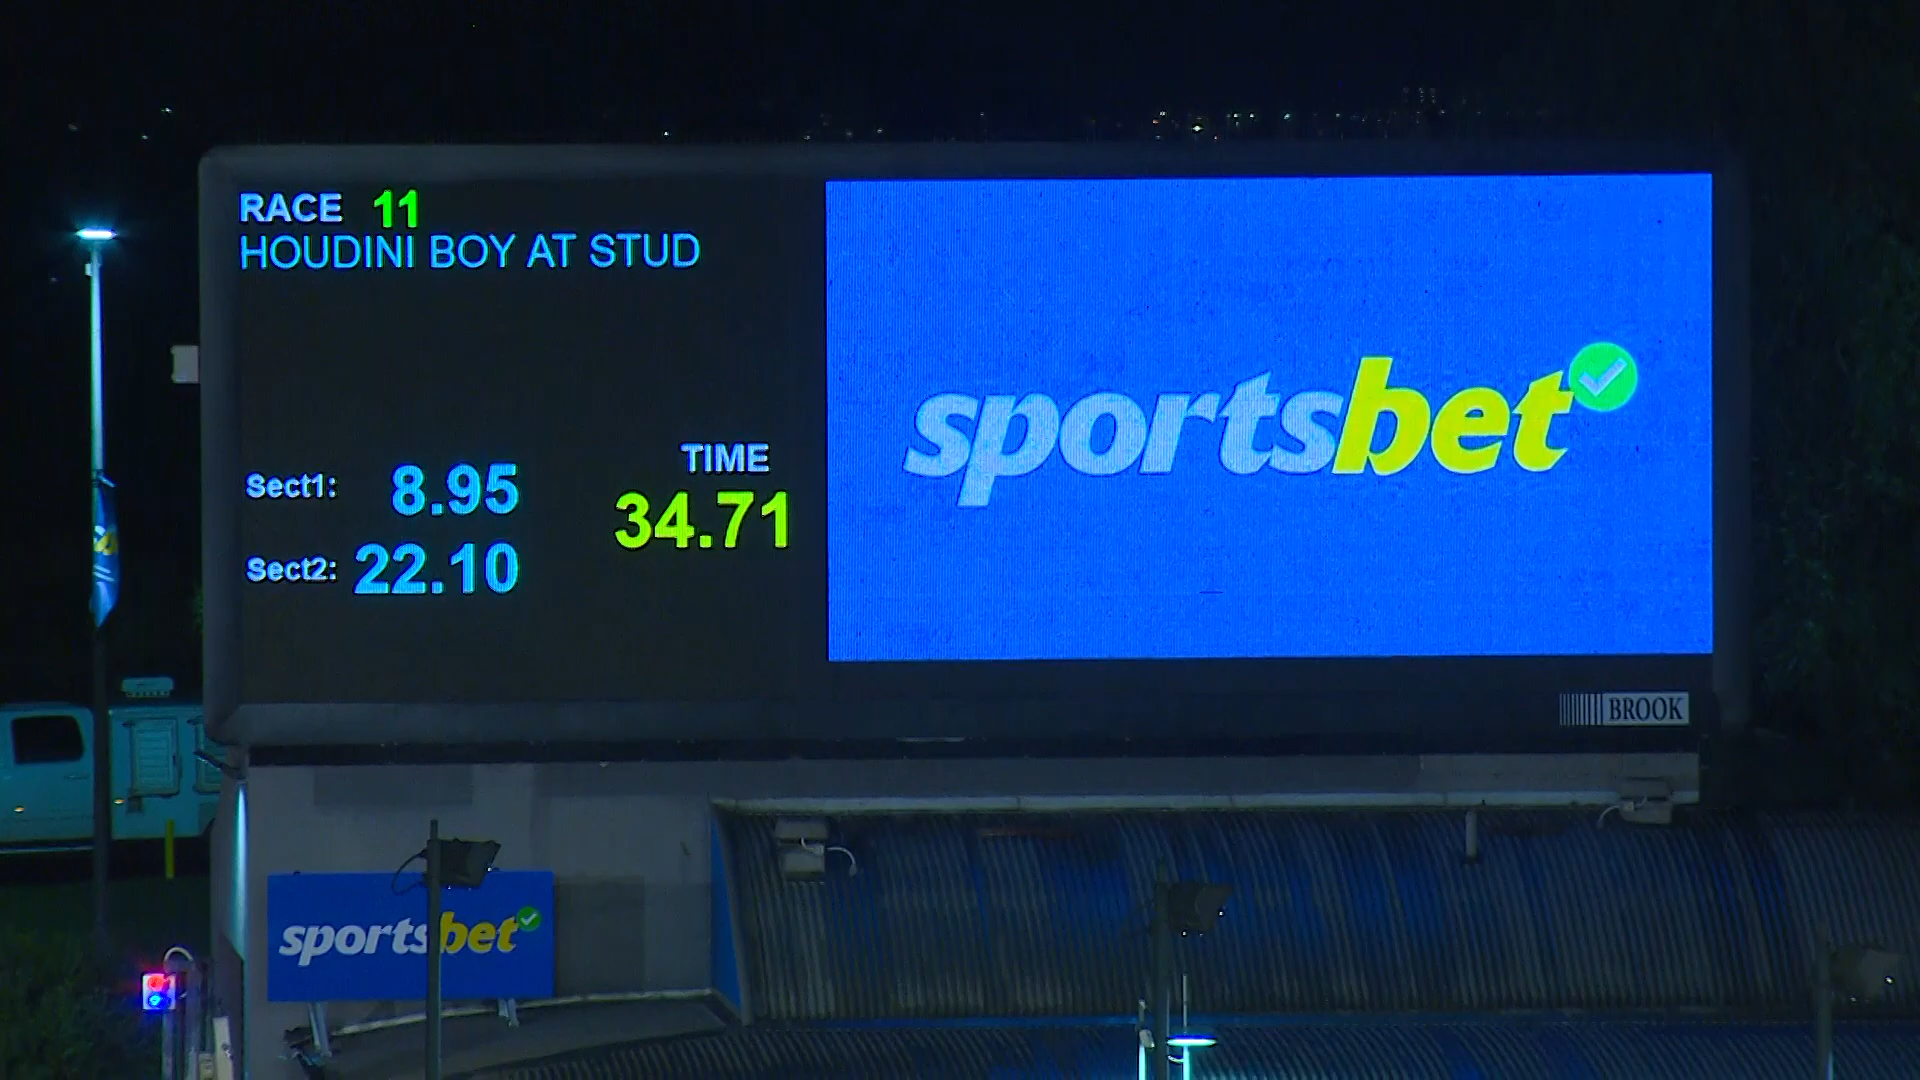 RACE 11
HOUDINI BOY AT STUD
TIME
Sect1: 8.95
34.71
Sect2: 22.10
sportsbet
BROOK
sportsbet